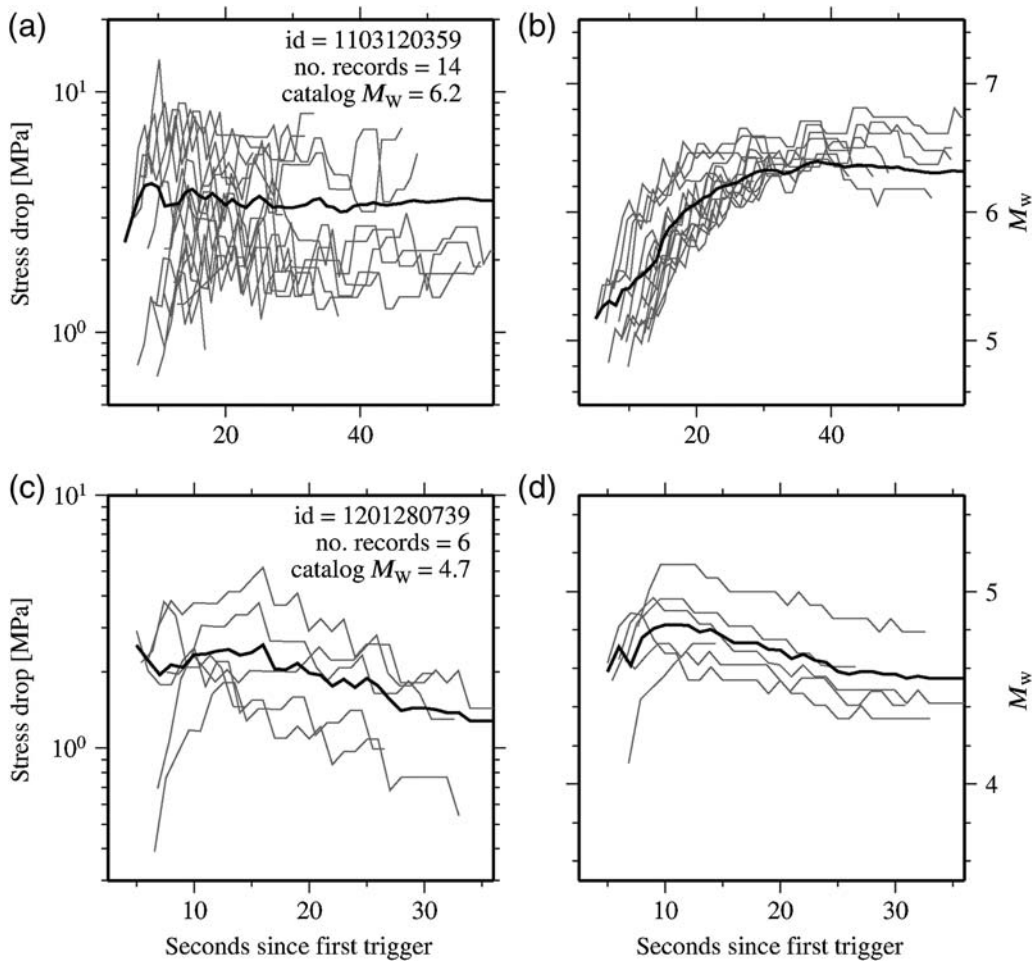 (a)
id = 1103120359
no. records = 14
catalog Mw = 6.2
10¹
10⁰
Stress drop [MPa]
20
40
(b)
7
6
5
Mw
20
40
(c)
id = 1201280739
no. records = 6
catalog Mw = 4.7
10¹
10⁰
Stress drop [MPa]
10
20
30
Seconds since first trigger
(d)
5
4
Mw
10
20
30
Seconds since first trigger